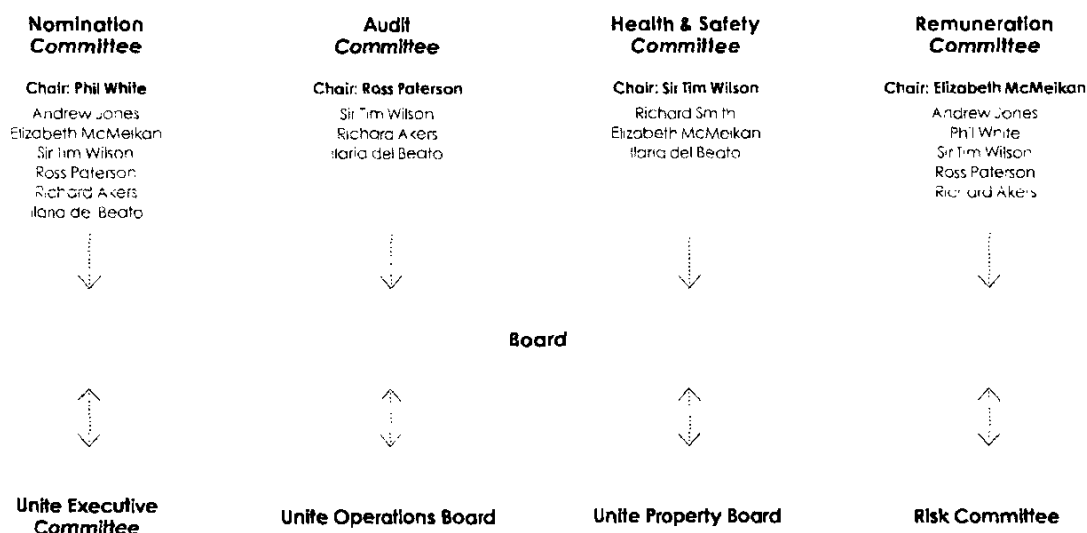 Nomination
Committee
Chair: Phil White
Andrew Jones
Elizabeth McMeikan
Sir Tim Wilson
Ross Paterson
Richard Akers
Ilaria del Beato
Audit
Committee
Chair: Ross Paterson
Sir Tim Wilson
Richard Akers
Ilaria del Beato
Health & Safety
Committee
Chair: Sir Tim Wilson
Richard Smith
Elizabeth McMeikan
Ilaria del Beato
Remuneration
Committee
Chair: Elizabeth McMeikan
Andrew Jones
Phil White
Sir Tim Wilson
Ross Paterson
Richard Akers
Board
Unite Executive
Committee
Unite Operations Board
Unite Property Board
Risk Committee